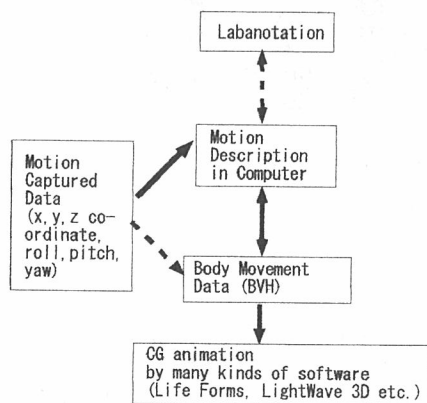 Labanotation
Motion
Description
in Computer
Motion
Captured
Data
(x, y, z co-
ordinate,
roll, pitch,
yaw)
Body Movement
Data (BVH)
CG animation
by many kinds of software
(Life Forms, LightWave 3D etc.)